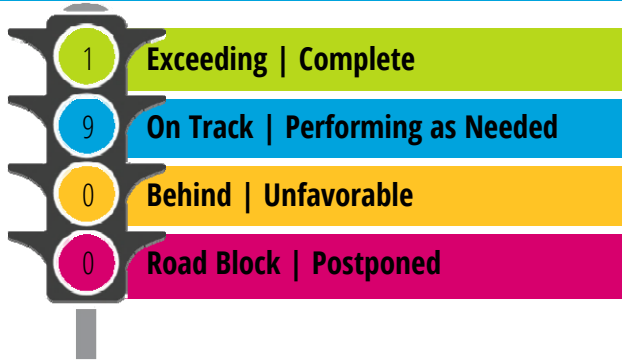 1 Exceeding | Complete
9 On Track | Performing as Needed
0 Behind | Unfavorable
0 Road Block | Postponed